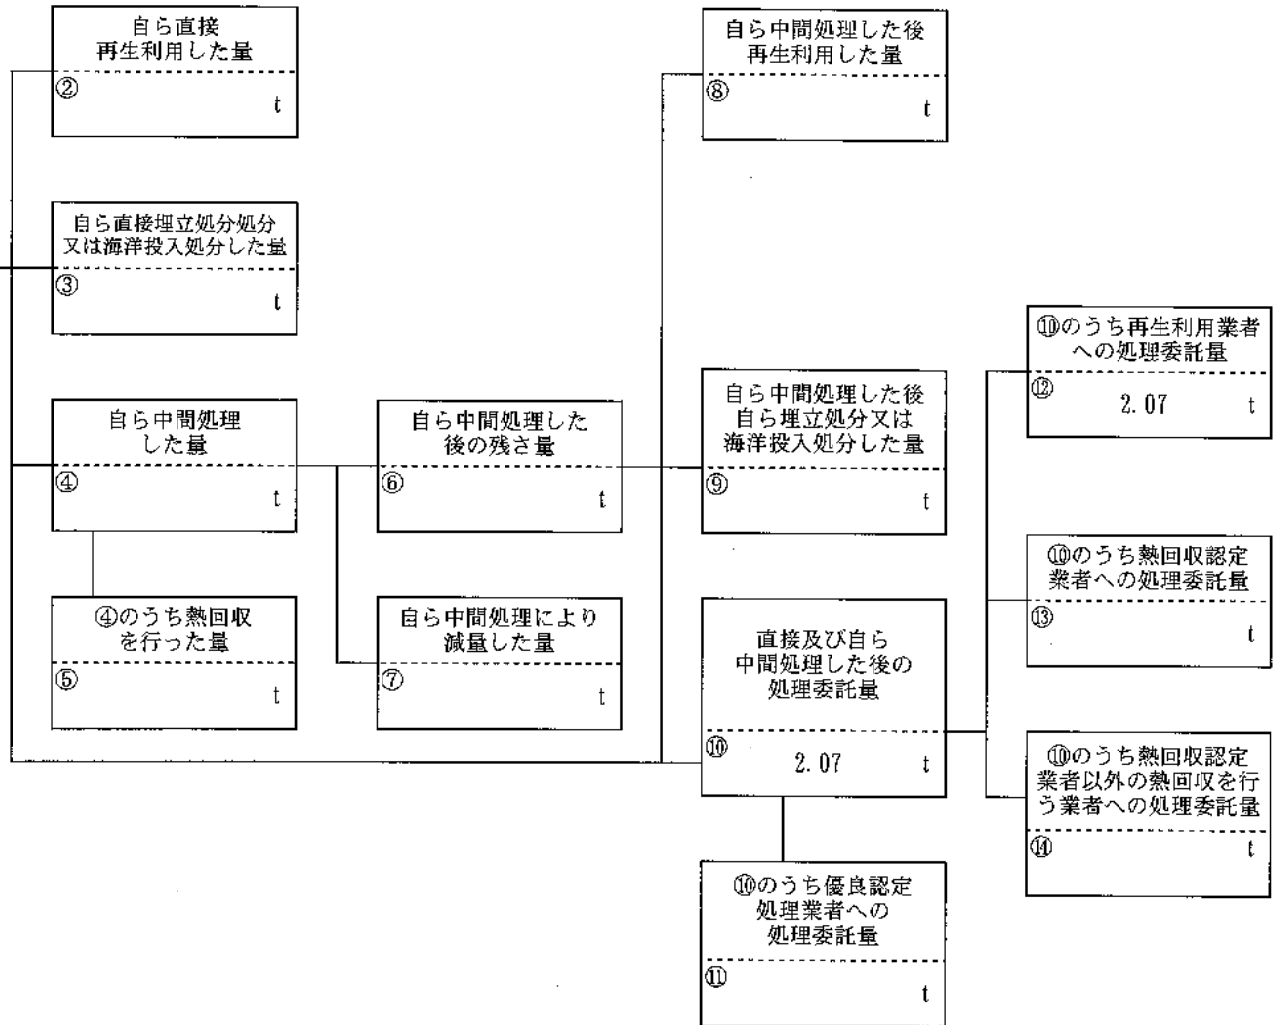 自ら直接
再生利用した量
②
t
自ら中間処理した後
再生利用した量
⑧
t
自ら直接埋立処分処分
又は海洋投入処分した量
③
t
⑩のうち再生利用業者
への処理委託量
⑫
2.07 t
自ら中間処理
した量
④
t
自ら中間処理した
後の残さ量
⑥
t
自ら中間処理した後
自ら埋立処分又は
海洋投入処分した量
⑨
t
⑩のうち熱回収認定
業者への処理委託量
⑬
t
④のうち熱回収
を行った量
⑤
t
自ら中間処理により
減量した量
⑦
t
直接及び自ら
中間処理した後の
処理委託量
⑩
2.07 t
⑩のうち熱回収認定
業者以外の熱回収を行
う業者への処理委託量
⑭
t
⑩のうち優良認定
処理業者への
処理委託量
⑪
t